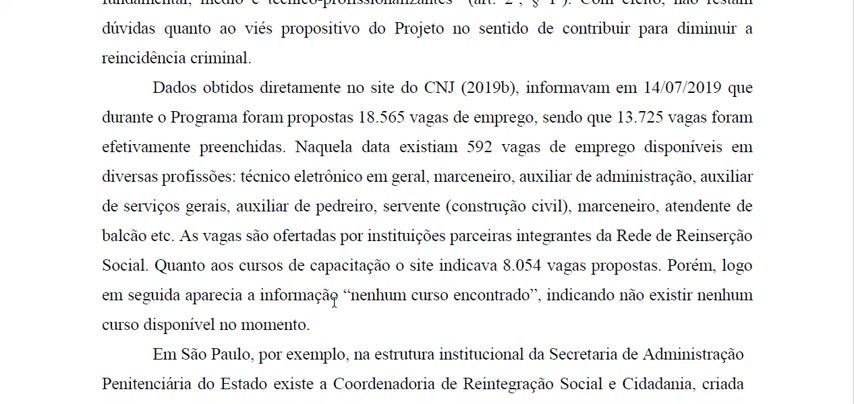 fundamental, médio e técnico-profissionalizantes" (art. 2º, § 1º). Com efeito, não restam
dúvidas quanto ao viés propositivo do Projeto no sentido de contribuir para diminuir a
reincidência criminal.
Dados obtidos diretamente no site do CNJ (2019b), informavam em 14/07/2019 que
durante o Programa foram propostas 18.565 vagas de emprego, sendo que 13.725 vagas foram
efetivamente preenchidas. Naquela data existiam 592 vagas de emprego disponíveis em
diversas profissões: técnico eletrônico em geral, marceneiro, auxiliar de administração, auxiliar
de serviços gerais, auxiliar de pedreiro, servente (construção civil), marceneiro, atendente de
balcão etc. As vagas são ofertadas por instituições parceiras integrantes da Rede de Reinserção
Social. Quanto aos cursos de capacitação o site indicava 8.054 vagas propostas. Porém, logo
em seguida aparecia a informação “nenhum curso encontrado”, indicando não existir nenhum
curso disponível no momento.
Em São Paulo, por exemplo, na estrutura institucional da Secretaria de Administração
Penitenciária do Estado existe a Coordenadoria de Reintegração Social e Cidadania, criada